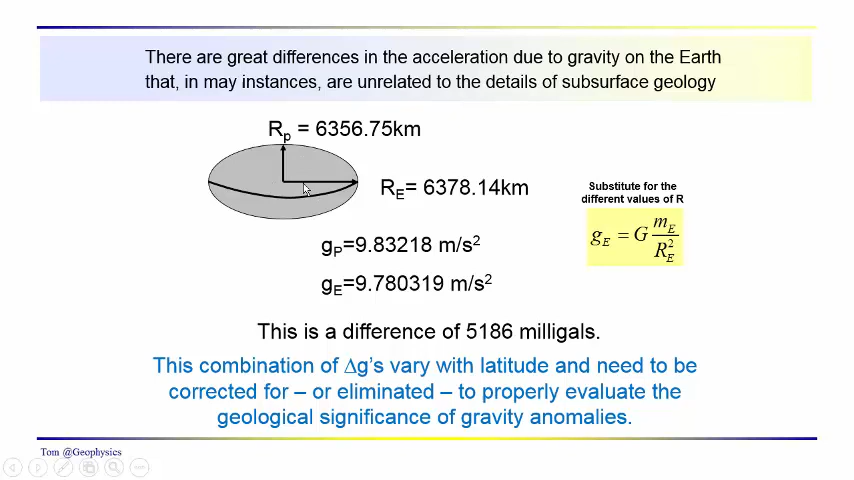 There are great differences in the acceleration due to gravity on the Earth
that, in may instances, are unrelated to the details of subsurface geology
Rp = 6356.75km
RE= 6378.14km
Substitute for the
different values of R
gE = G mE / RE²
gP=9.83218 m/s²
gE=9.780319 m/s²
This is a difference of 5186 milligals.
This combination of Δg's vary with latitude and need to be
corrected for – or eliminated – to properly evaluate the
geological significance of gravity anomalies.
Tom @Geophysics